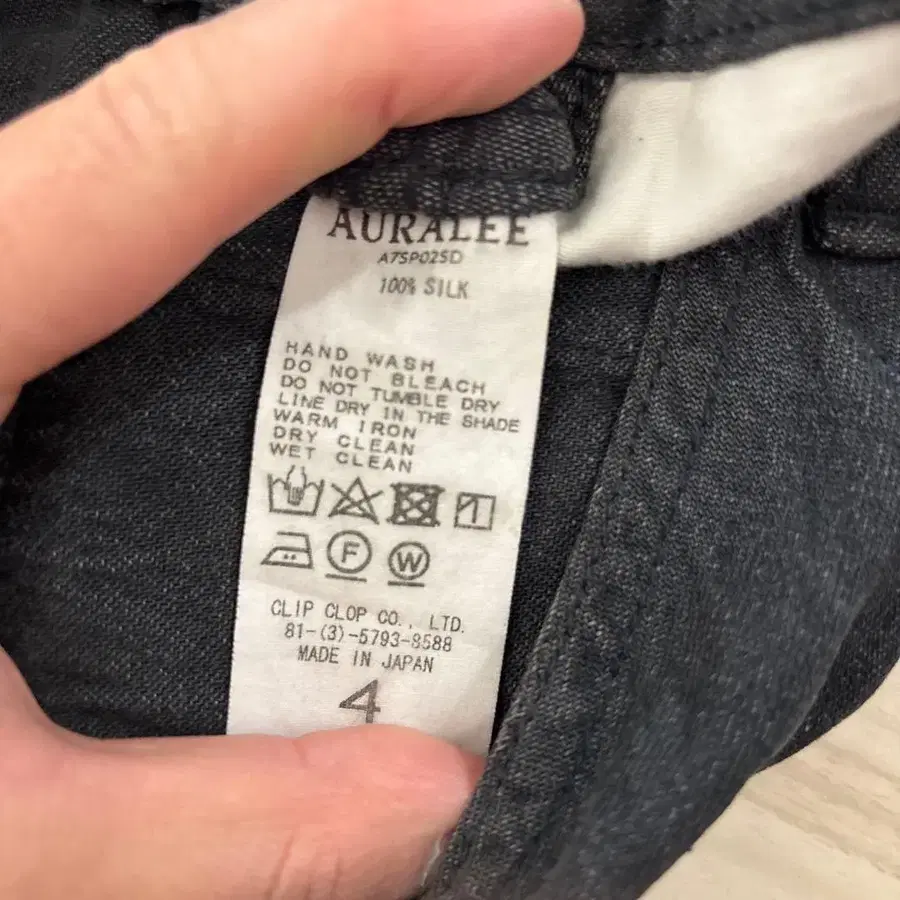 AURALEE
A7SP02SD
100% SILK
HAND WASH
DO NOT BLEACH
DO NOT TUMBLE DRY
LINE DRY IN THE SHADE
WARM IRON
DRY CLEAN
WET CLEAN
F W
CLIP CLOP CO., LTD.
81-(3)-5793-8588
MADE IN JAPAN
4